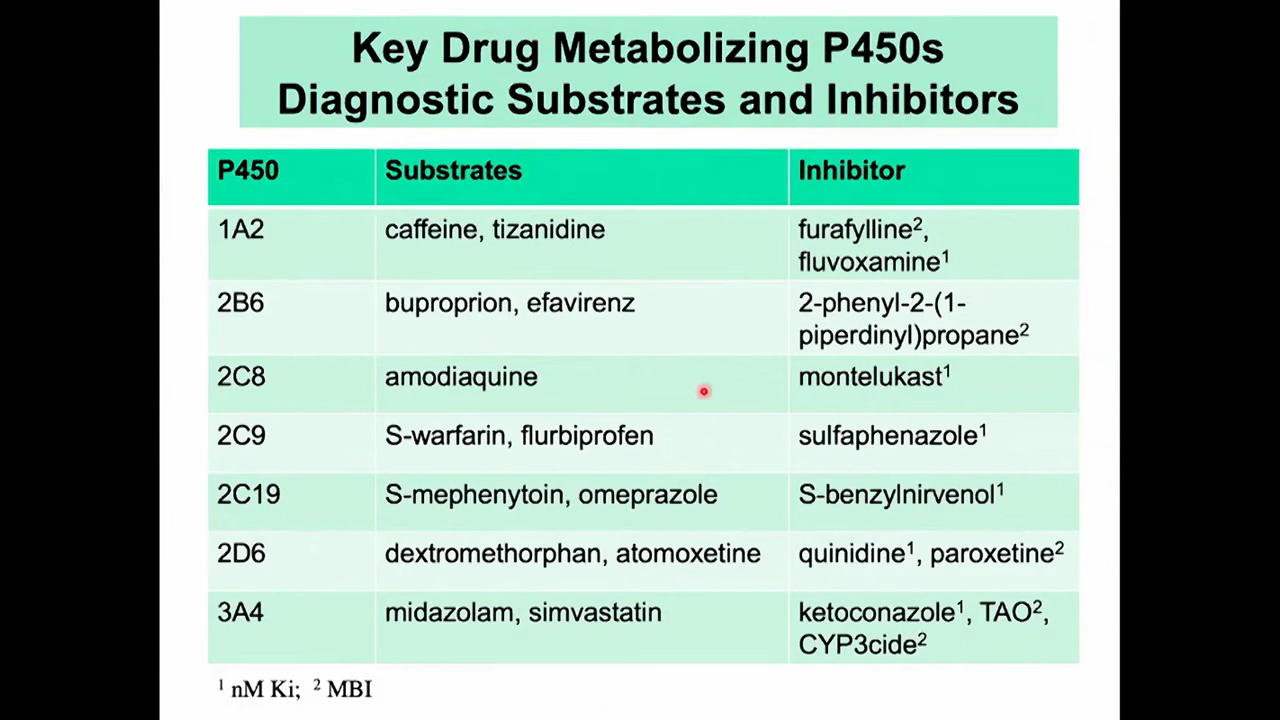 Key Drug Metabolizing P450s
Diagnostic Substrates and Inhibitors
P450 Substrates Inhibitor
1A2 caffeine, tizanidine furafylline²,
fluvoxamine¹
2B6 buproprion, efavirenz 2-phenyl-2-(1-
piperdinyl)propane²
2C8 amodiaquine montelukast¹
2C9 S-warfarin, flurbiprofen sulfaphenazole¹
2C19 S-mephenytoin, omeprazole S-benzylnirvenol¹
2D6 dextromethorphan, atomoxetine quinidine¹, paroxetine²
3A4 midazolam, simvastatin ketoconazole¹, TAO²,
CYP3cide²
¹ nM Ki; ² MBI